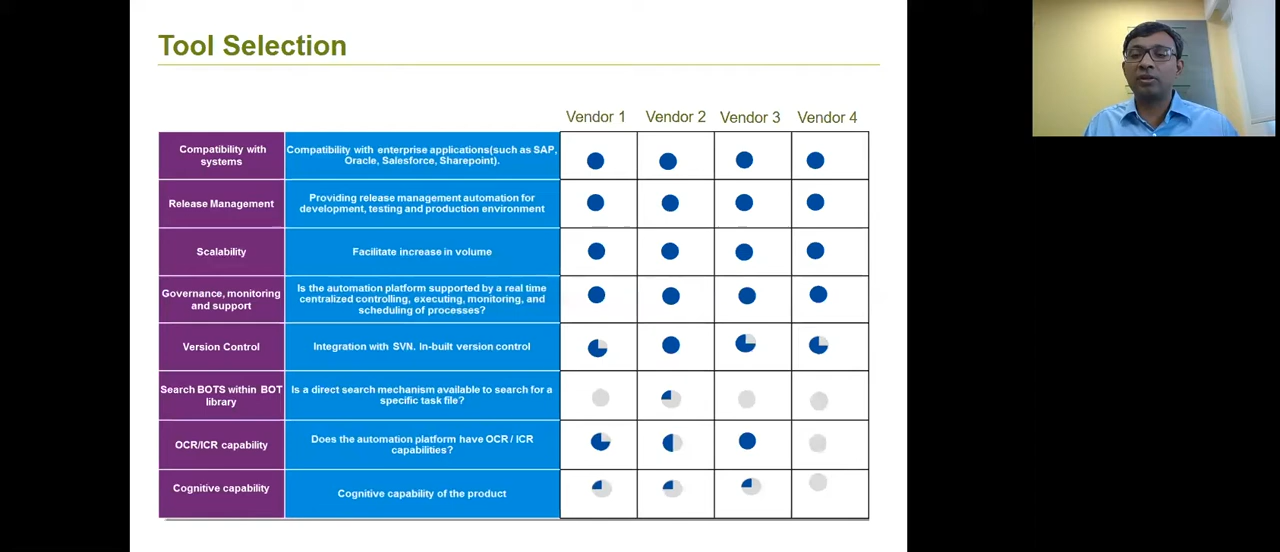 Tool Selection
Vendor 1 Vendor 2 Vendor 3 Vendor 4
Compatibility with
systems
Compatibility with enterprise applications(such as SAP,
Oracle, Salesforce, Sharepoint).
Release Management
Providing release management automation for
development, testing and production environment
Scalability
Facilitate increase in volume
Governance, monitoring
and support
Is the automation platform supported by a real time
centralized controlling, executing, monitoring, and
scheduling of processes?
Version Control
Integration with SVN. In-built version control
Search BOTS within BOT
library
Is a direct search mechanism available to search for a
specific task file?
OCR/ICR capability
Does the automation platform have OCR / ICR
capabilities?
Cognitive capability
Cognitive capability of the product